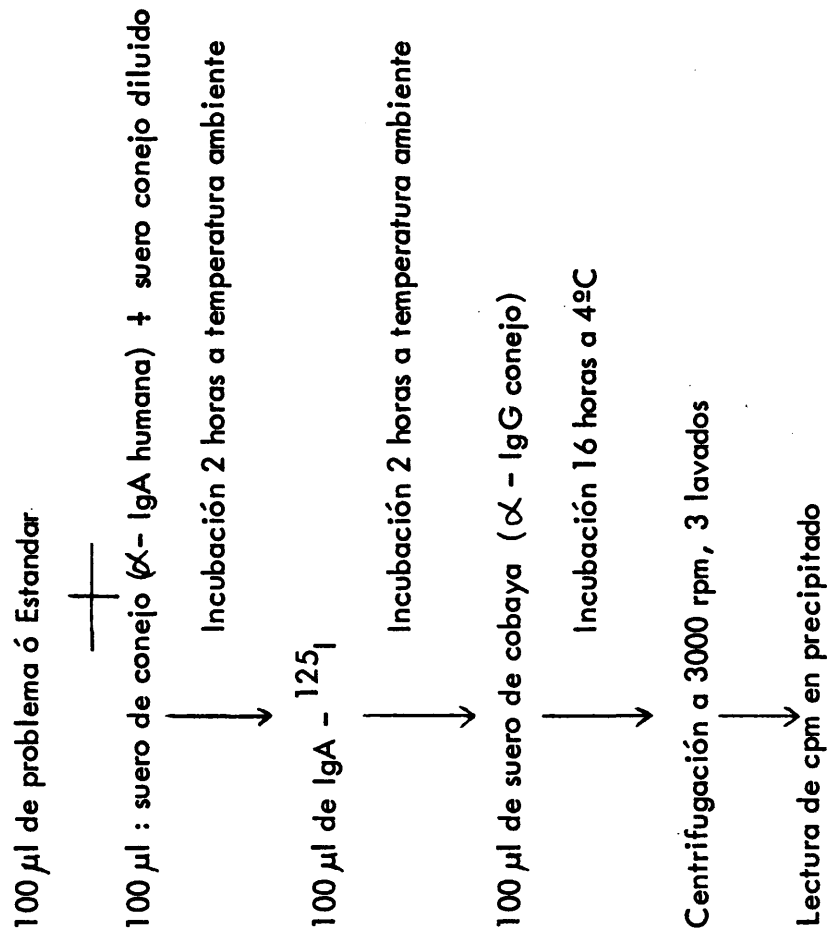 100 µl de problema ó Estandar
+
100 µl : suero de conejo (α- IgA humana) + suero conejo diluido
Incubación 2 horas a temperatura ambiente
100 µl de IgA - 125I
Incubación 2 horas a temperatura ambiente
100 µl de suero de cobaya (α - IgG conejo)
Incubación 16 horas a 4ºC
Centrifugación a 3000 rpm, 3 lavados
Lectura de cpm en precipitado